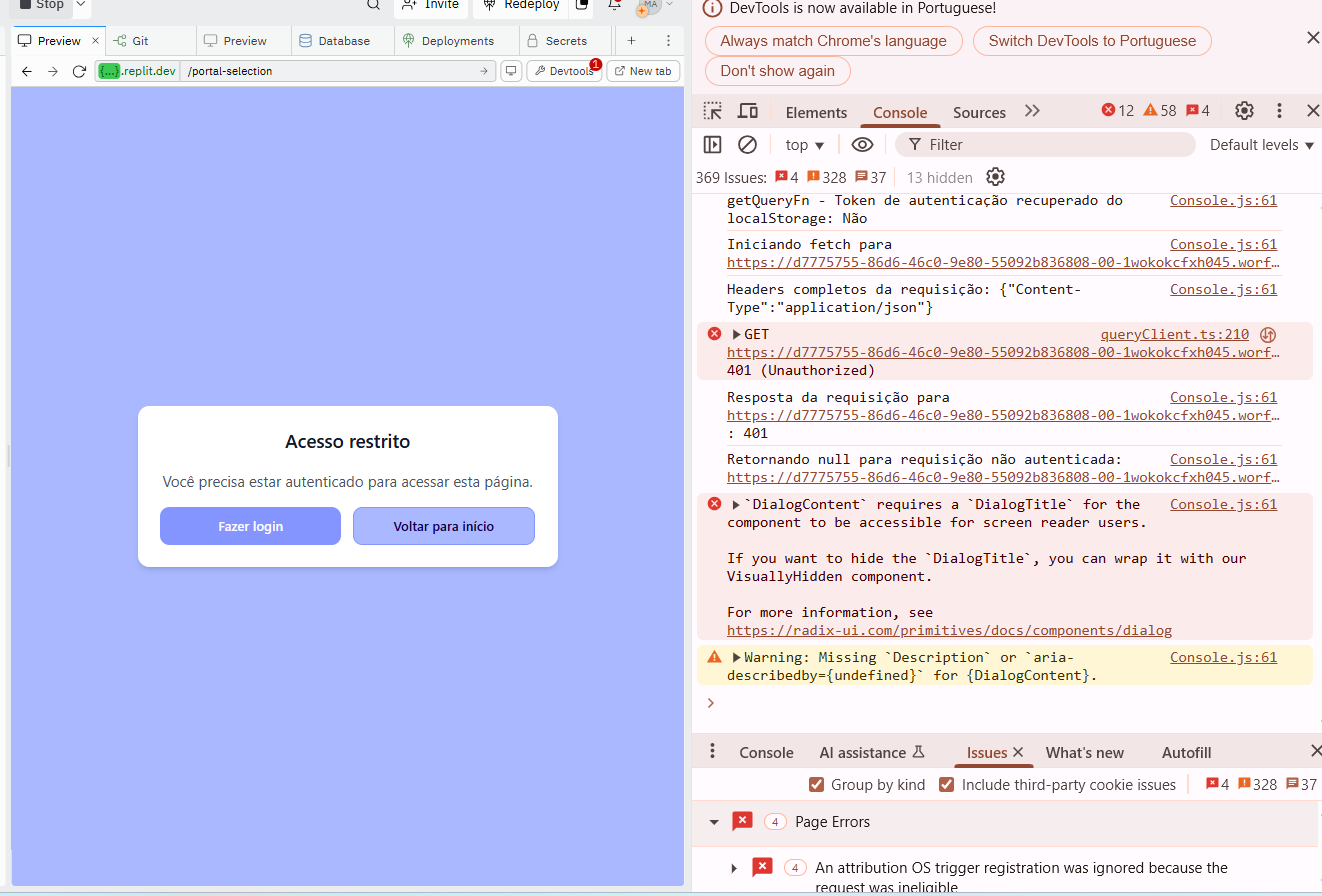 Stop
Invite
Redeploy
MA
Preview
Git
Preview
Database
Deployments
Secrets
{...}.replit.dev
/portal-selection
Devtools
1
New tab
Acesso restrito
Você precisa estar autenticado para acessar esta página.
Fazer login
Voltar para início
DevTools is now available in Portuguese!
Always match Chrome's language
Switch DevTools to Portuguese
Don't show again
Elements
Console
Sources
12
58
4
top
Filter
Default levels
369 Issues:
4
328
37
13 hidden
getQueryFn - Token de autenticação recuperado do Console.js:61
localStorage: Não
Iniciando fetch para Console.js:61
https://d7775755-86d6-46c0-9e80-55092b836808-00-1wokokcfxh045.worf…
Headers completos da requisição: {"Content- Console.js:61
Type":"application/json"}
GET queryClient.ts:210
https://d7775755-86d6-46c0-9e80-55092b836808-00-1wokokcfxh045.worf…
401 (Unauthorized)
Resposta da requisição para Console.js:61
https://d7775755-86d6-46c0-9e80-55092b836808-00-1wokokcfxh045.worf…
: 401
Retornando null para requisição não autenticada: Console.js:61
https://d7775755-86d6-46c0-9e80-55092b836808-00-1wokokcfxh045.worf…
`DialogContent` requires a `DialogTitle` for the Console.js:61
component to be accessible for screen reader users.
If you want to hide the `DialogTitle`, you can wrap it with our
VisuallyHidden component.
For more information, see
https://radix-ui.com/primitives/docs/components/dialog
Warning: Missing `Description` or `aria- Console.js:61
describedby={undefined}` for {DialogContent}.
Console
AI assistance
Issues
What's new
Autofill
Group by kind
Include third-party cookie issues
4
328
37
4
Page Errors
4
An attribution OS trigger registration was ignored because the
request was ineligible